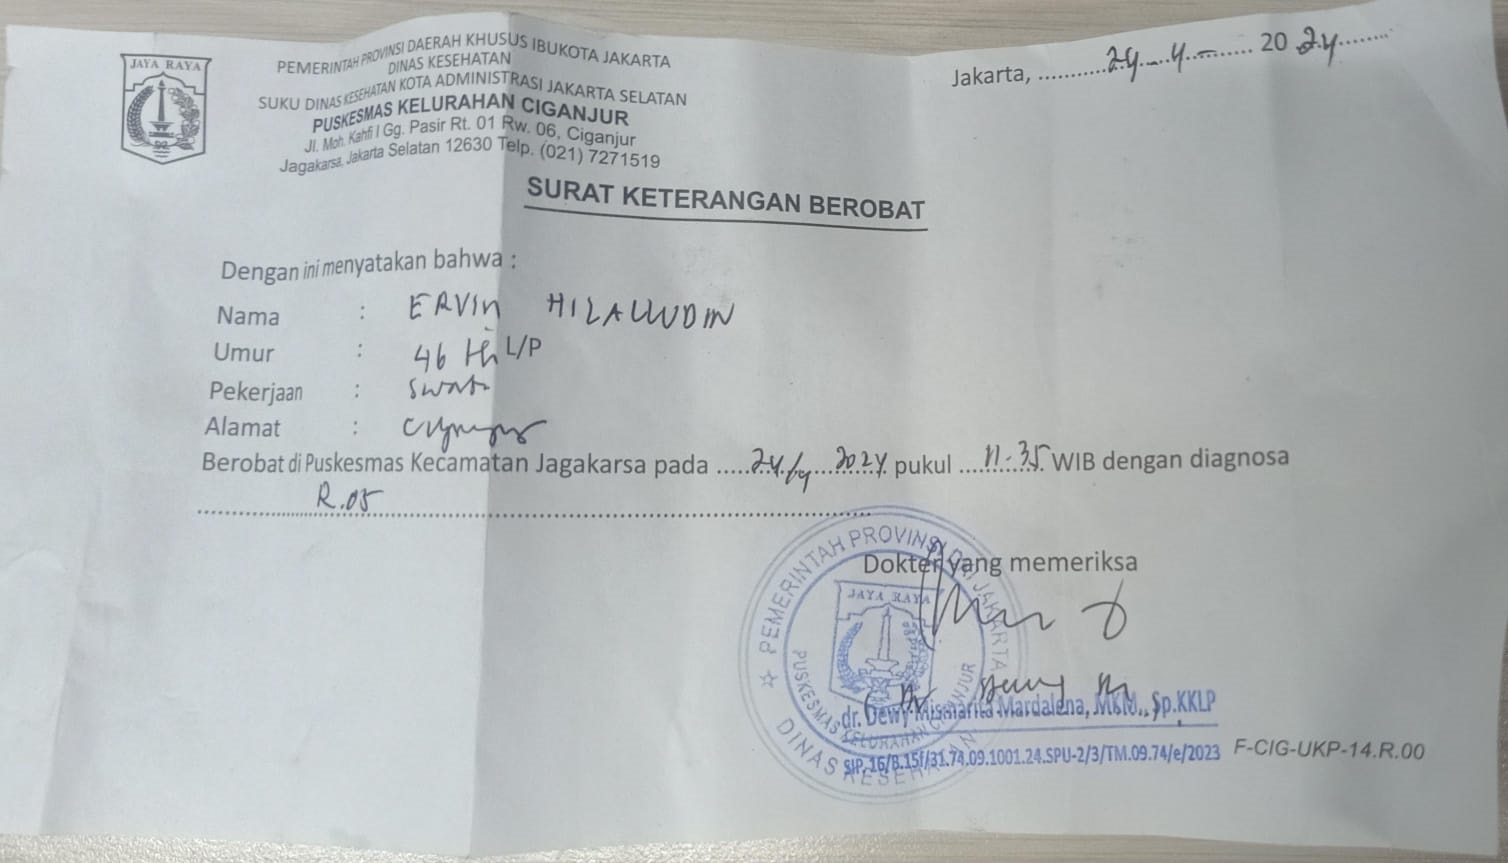 JAYA RAYA
PEMERINTAH PROVINSI DAERAH KHUSUS IBUKOTA JAKARTA
DINAS KESEHATAN
SUKU DINAS KESEHATAN KOTA ADMINISTRASI JAKARTA SELATAN
PUSKESMAS KELURAHAN CIGANJUR
Jl. Moh. Kahfi I Gg. Pasir Rt. 01 Rw. 06, Ciganjur
Jagakarsa, Jakarta Selatan 12630 Telp. (021) 7271519
Jakarta, ...........24....4.-........ 20 24........
SURAT KETERANGAN BEROBAT
Dengan ini menyatakan bahwa :
Nama : ERVIN HILALLUDIN
Umur : 46 th L/P
Pekerjaan : Swasta
Alamat : Ciganjur
Berobat di Puskesmas Kecamatan Jagakarsa pada .....24/4....2024 pukul ....11.35. WIB dengan diagnosa
R.05
Dokter yang memeriksa
PEMERINTAH PROVINSI DKI JAKARTA
JAYA RAYA
PUSKESMAS KELURAHAN CIGANJUR
DINAS KESEHATAN
dr. Dewy Mismarita Mardalena, MKM., Sp.KKLP
SIP. 16/B.15f/31.74.09.1001.24.SPU-2/3/TM.09.74/e/2023
F-CIG-UKP-14.R.00